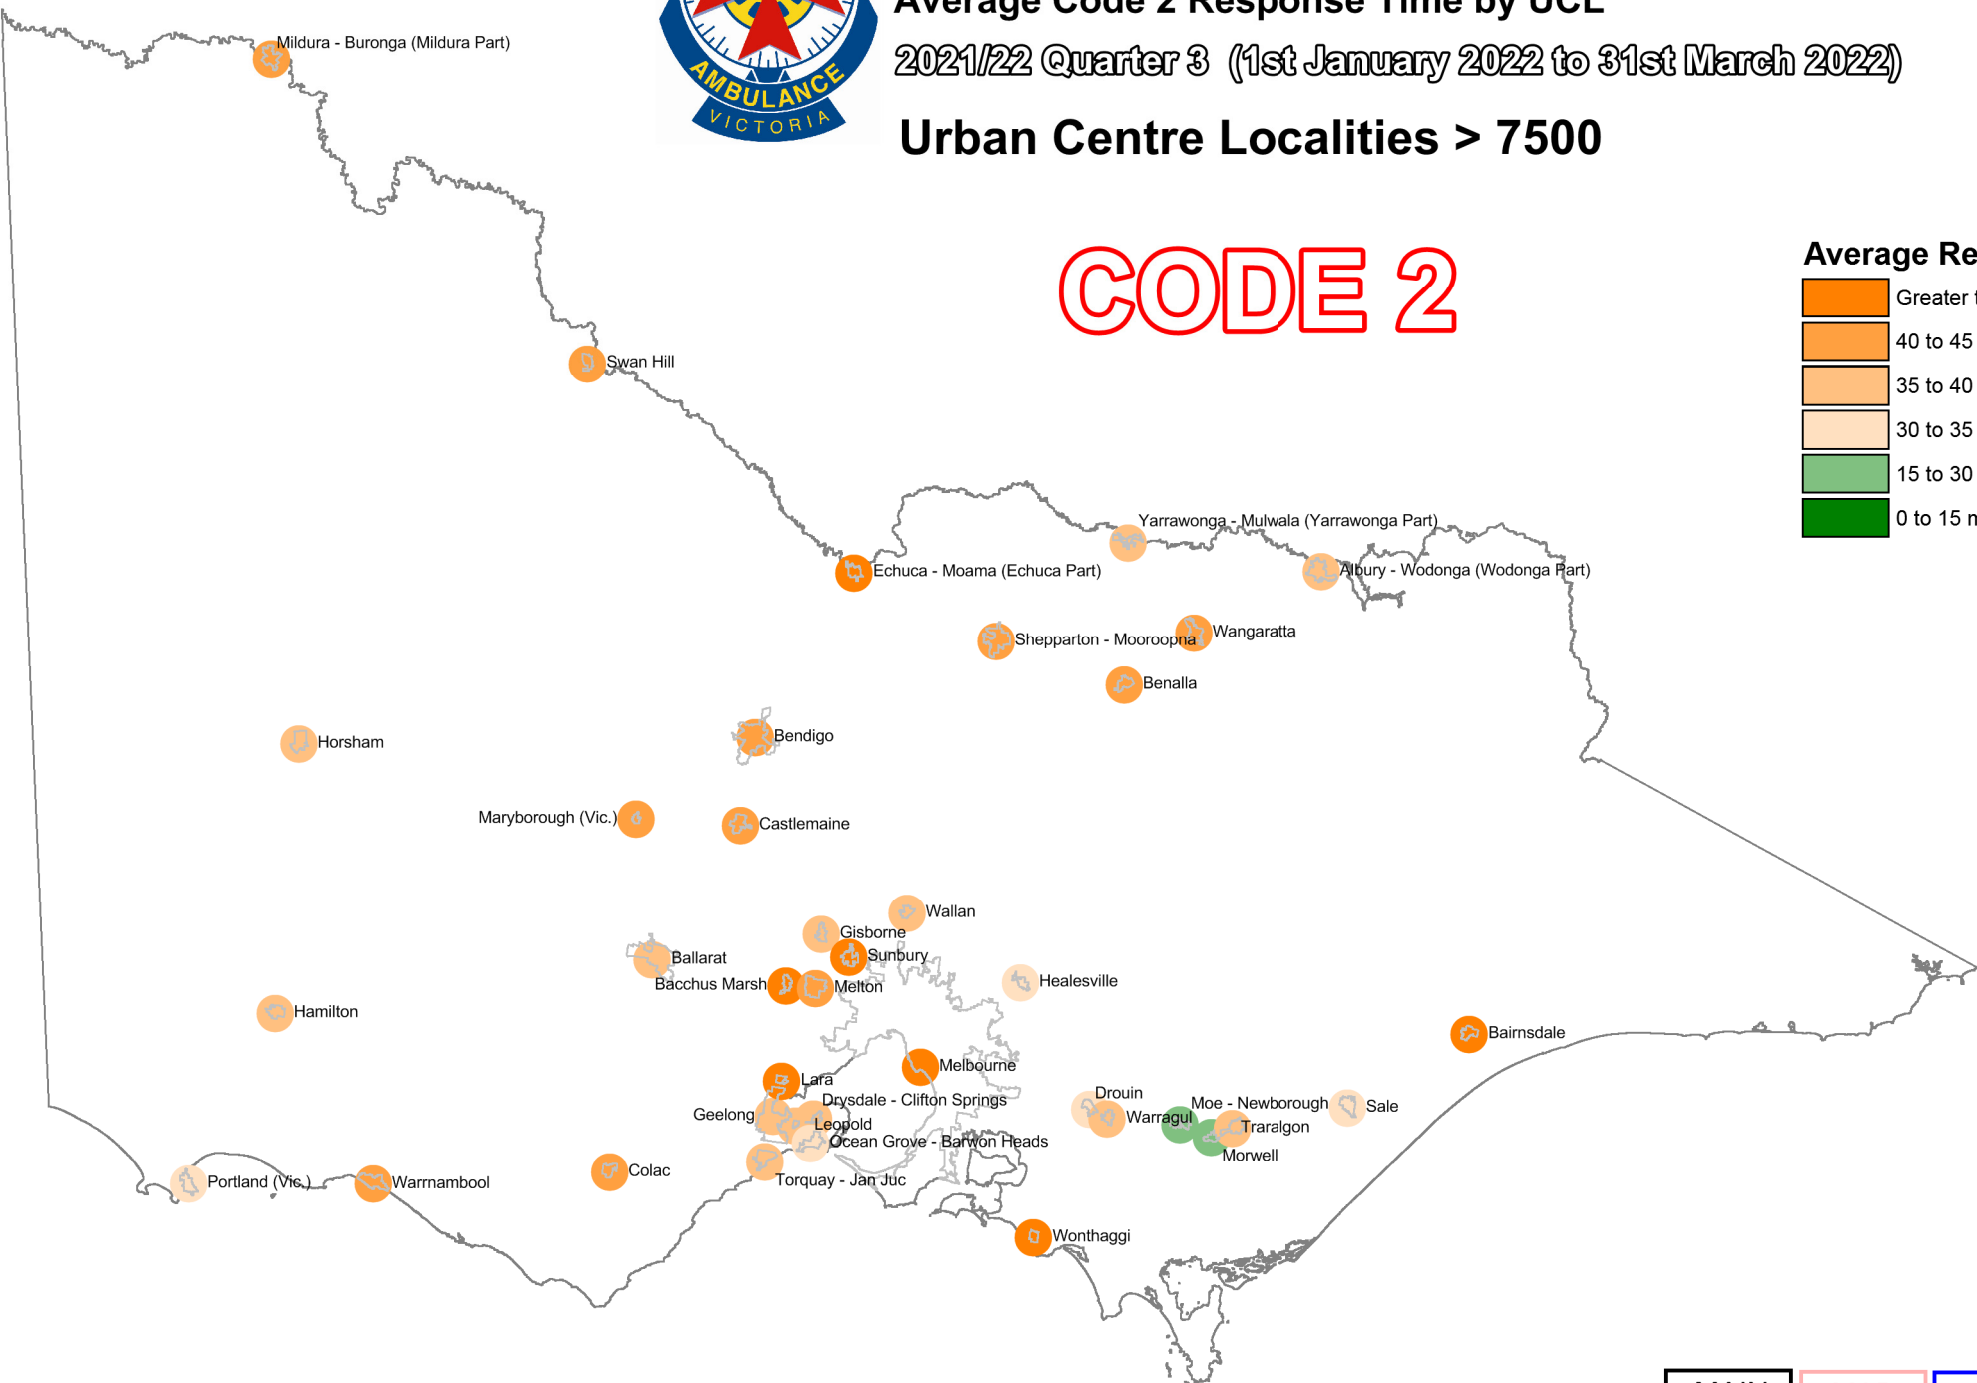 Average Code 2 Response Time by UCL
2021/22 Quarter 3 (1st January 2022 to 31st March 2022)
Urban Centre Localities > 7500
AMBULANCE
VICTORIA
CODE 2
Average Re
Greater
40 to 45
35 to 40
30 to 35
15 to 30
0 to 15 m
Mildura - Buronga (Mildura Part)
Swan Hill
Yarrawonga - Mulwala (Yarrawonga Part)
Echuca - Moama (Echuca Part)
Albury - Wodonga (Wodonga Part)
Shepparton - Mooroopna
Wangaratta
Benalla
Horsham
Bendigo
Maryborough (Vic.)
Castlemaine
Wallan
Gisborne
Sunbury
Ballarat
Bacchus Marsh
Melton
Healesville
Hamilton
Bairnsdale
Melbourne
Lara
Drysdale - Clifton Springs
Geelong
Leopold
Ocean Grove - Barwon Heads
Drouin
Warragul
Moe - Newborough
Sale
Traralgon
Morwell
Colac
Torquay - Jan Juc
Portland (Vic.)
Warrnambool
Wonthaggi